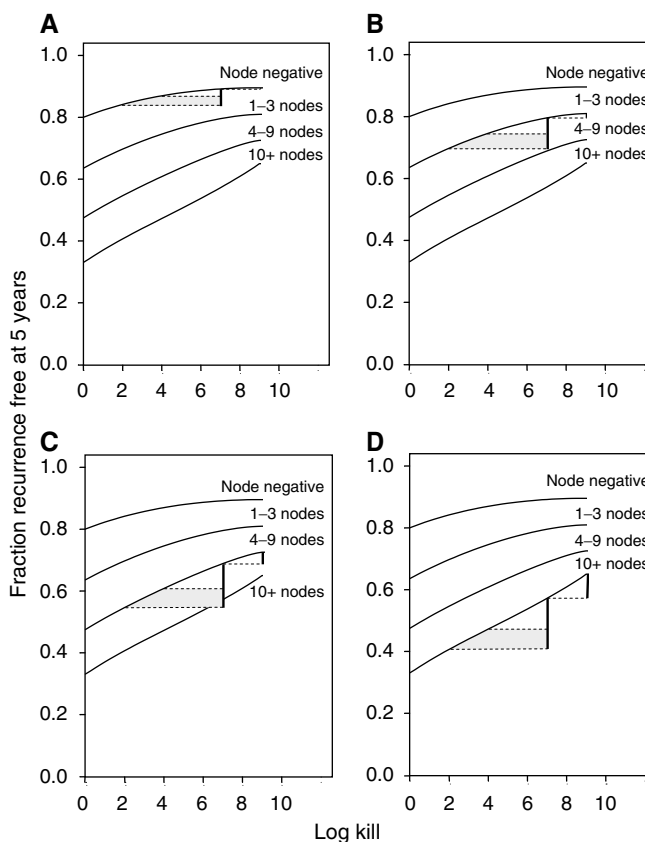 A
1.0
0.8
0.6
0.4
0.2
0.0
Node negative
1–3 nodes
4–9 nodes
10+ nodes
0 2 4 6 8 10
B
1.0
0.8
0.6
0.4
0.2
0.0
Node negative
1–3 nodes
4–9 nodes
10+ nodes
0 2 4 6 8 10
Fraction recurrence free at 5 years
C
1.0
0.8
0.6
0.4
0.2
0.0
Node negative
1–3 nodes
4–9 nodes
10+ nodes
0 2 4 6 8 10
D
1.0
0.8
0.6
0.4
0.2
0.0
Node negative
1–3 nodes
4–9 nodes
10+ nodes
0 2 4 6 8 10
Log kill